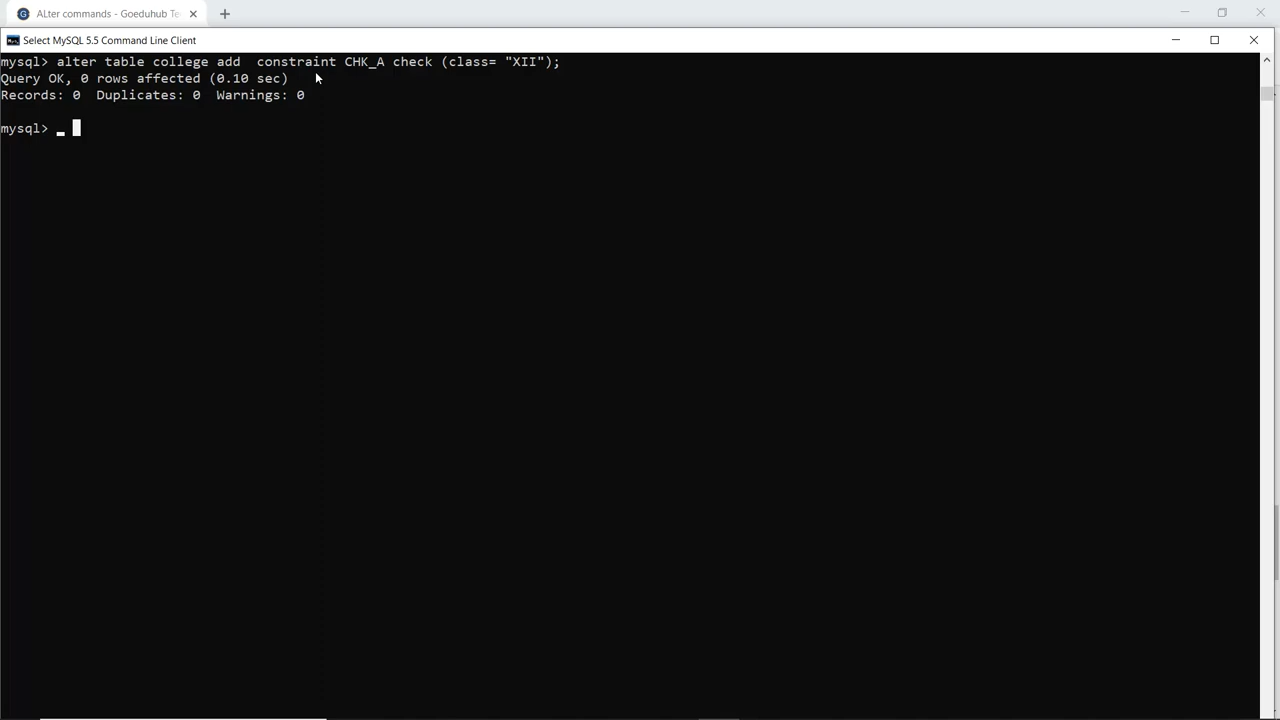 ALter commands - Goeduhub Te
Select MySQL 5.5 Command Line Client
mysql> alter table college add  constraint CHK_A check (class= "XII");
Query OK, 0 rows affected (0.10 sec)
Records: 0  Duplicates: 0  Warnings: 0
mysql> _